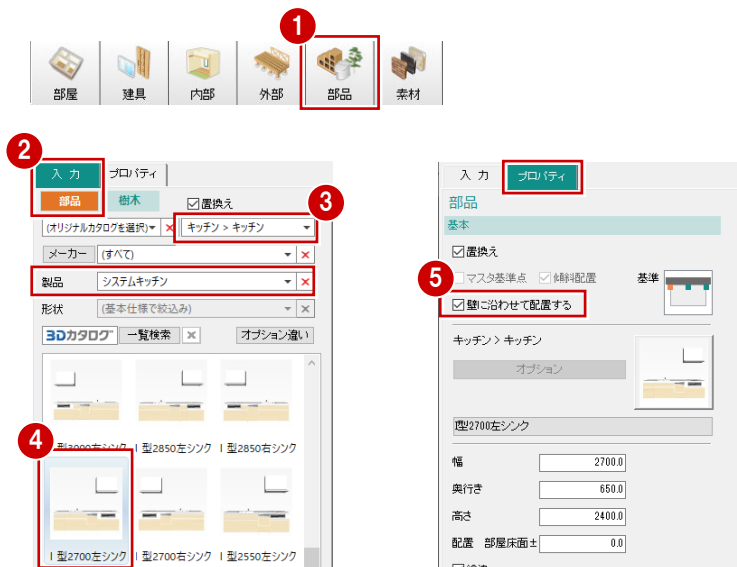 1
部屋 建具 内部 外部 部品 素材
2
入 力 プロパティ
部品 樹木 置換え
3
(オリジナルカタログを選択) キッチン > キッチン
メーカー (すべて)
製品 システムキッチン
形状 (基本仕様で絞込み)
3Dカタログ 一覧検索 オプション違い
4
I 型3000左シンク I 型2850左シンク I 型2850右シンク
I 型2700左シンク I 型2700右シンク I 型2550左シンク
入 力 プロパティ
部品
基本
置換え
5
マスタ基準点 傾斜配置 基準
壁に沿わせて配置する
キッチン > キッチン
オプション
I型2700左シンク
幅 2700.0
奥行き 650.0
高さ 2400.0
配置 部屋床面± 0.0